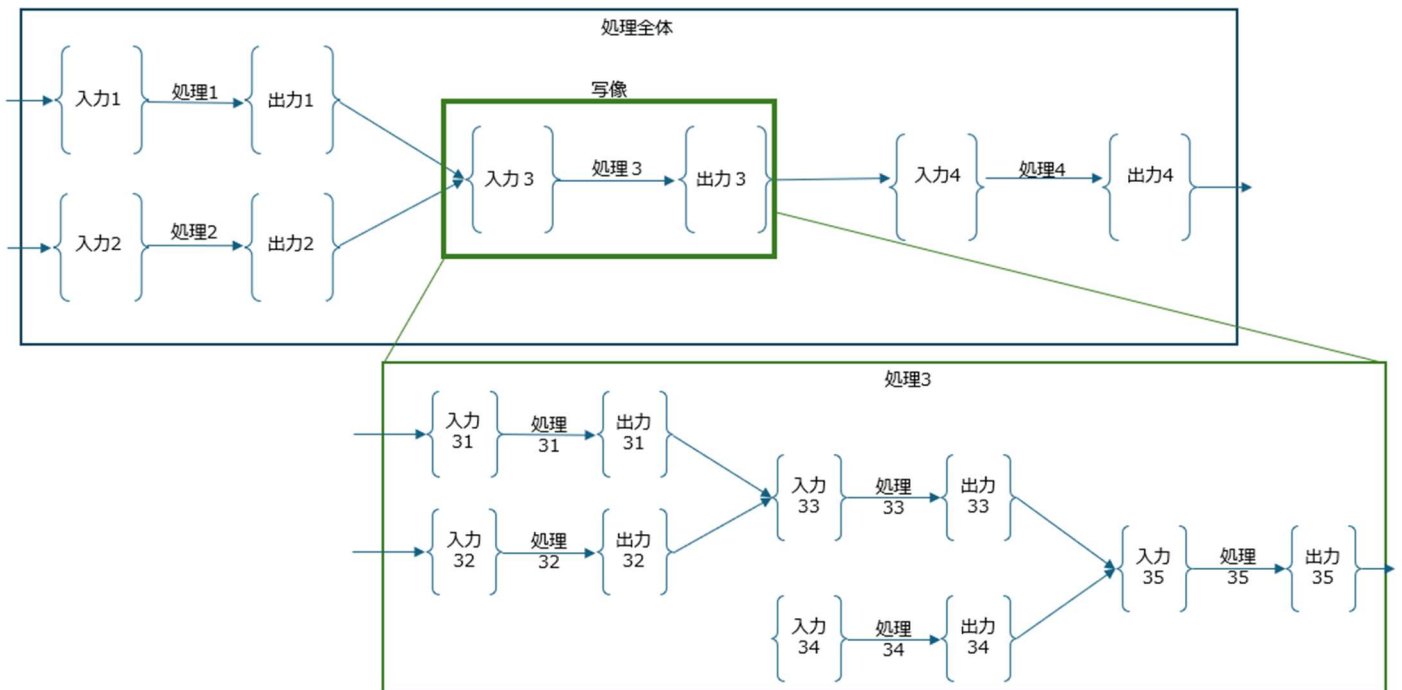 処理全体
入力1
処理1
出力1
入力2
処理2
出力2
写像
入力３
処理３
出力３
入力4
処理4
出力4
処理3
入力
31
処理
31
出力
31
入力
32
処理
32
出力
32
入力
33
処理
33
出力
33
入力
34
処理
34
出力
34
入力
35
処理
35
出力
35